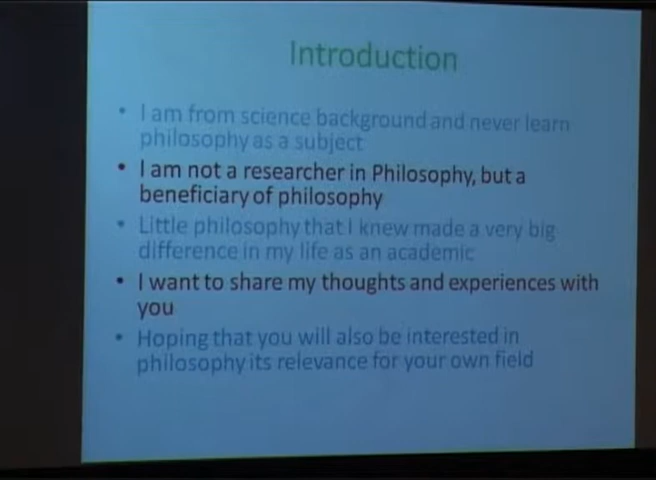 Introduction
• I am from science background and never learn
philosophy as a subject
• I am not a researcher in Philosophy, but a
beneficiary of philosophy
• Little philosophy that I knew made a very big
difference in my life as an academic
• I want to share my thoughts and experiences with
you
• Hoping that you will also be interested in
philosophy its relevance for your own field